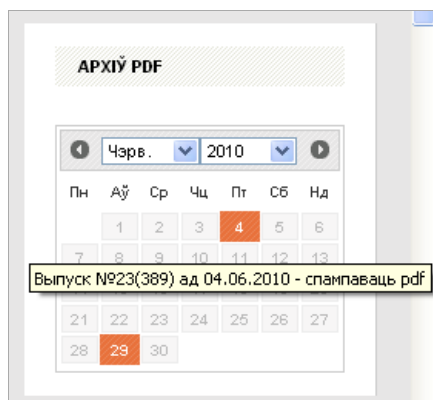 АРХІЎ PDF
Чэрв. 2010
Пн Аў Ср Чц Пт Сб Нд
1 2 3 4 5 6
7 8 9 10 11 12 13
Выпуск №23(389) ад 04.06.2010 - спампаваць pdf
21 22 23 24 25 26 27
28 29 30